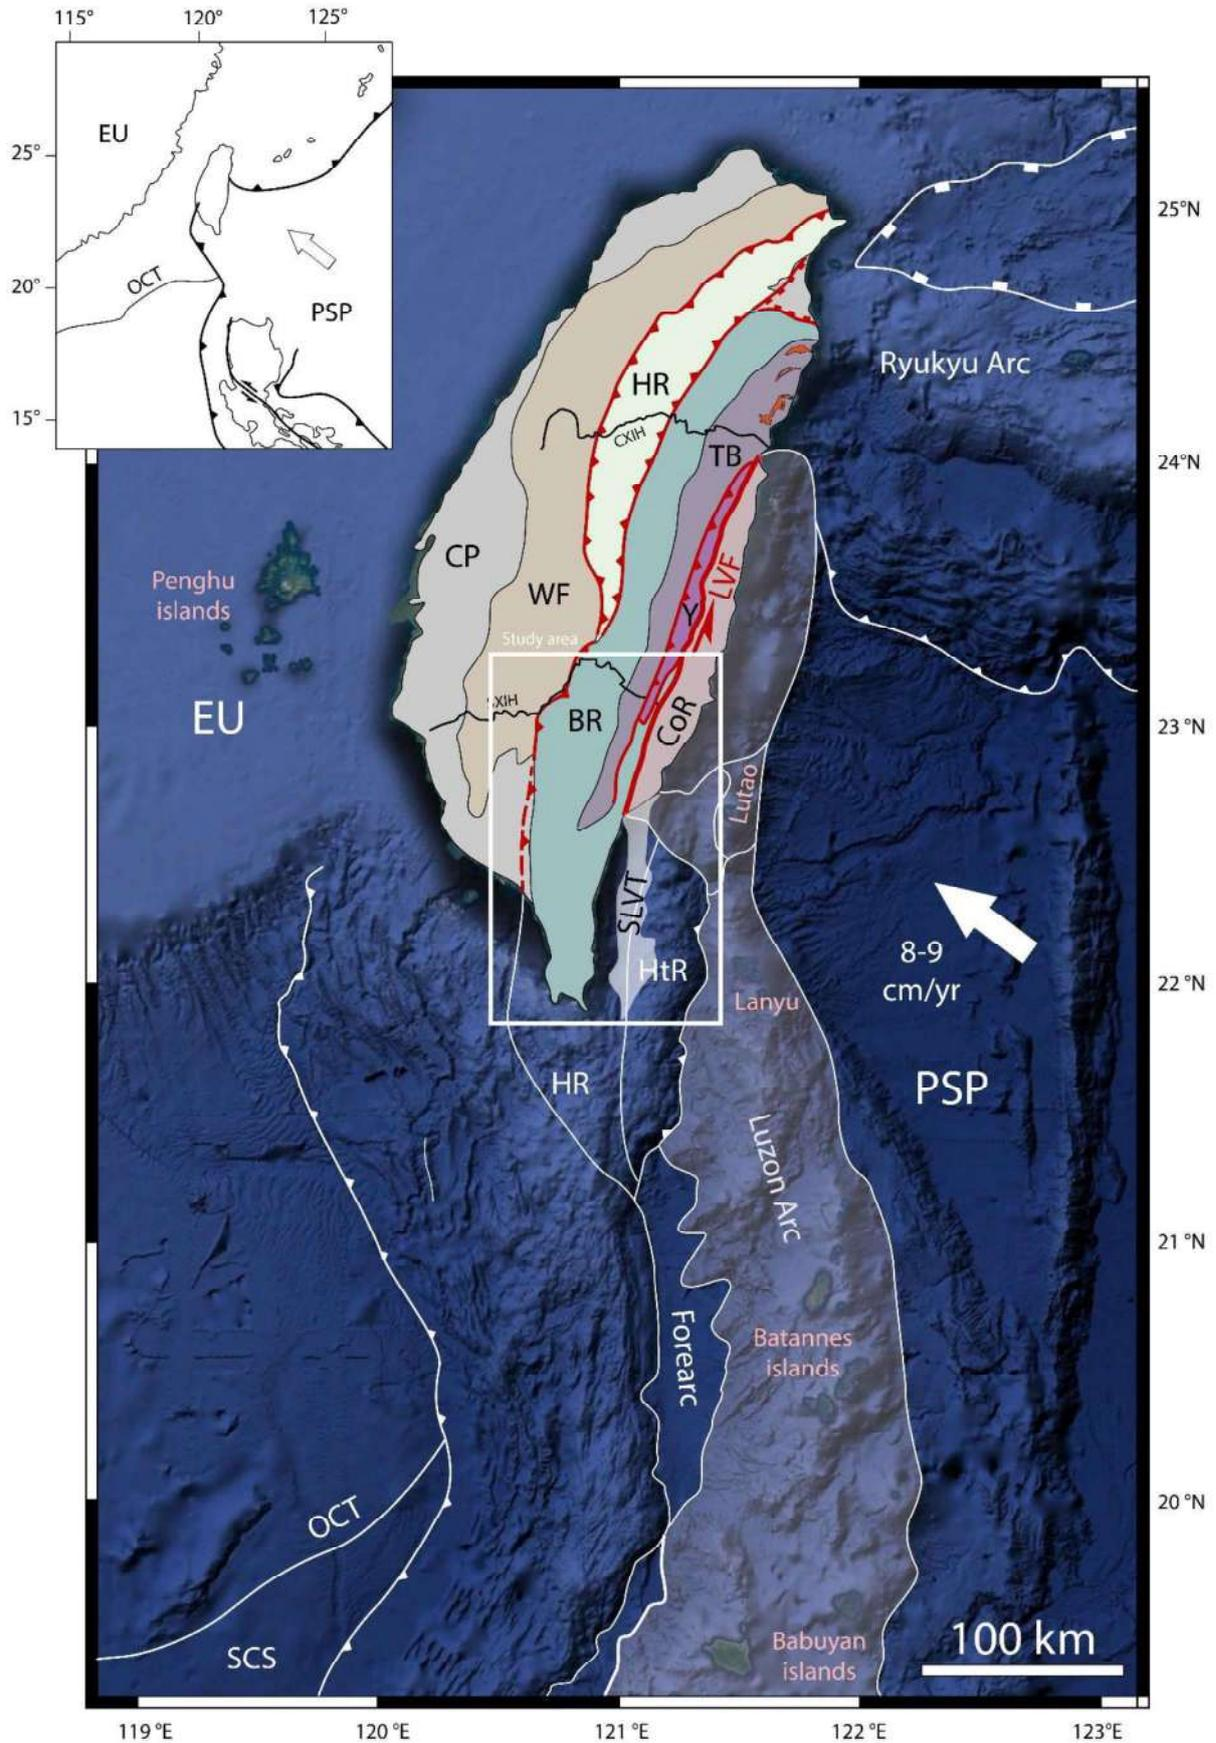 115° 120° 125°
EU
25°
OCT
20°
PSP
15°
25°N
Ryukyu Arc
HR
CXIH
TB
24°N
CP
Penghu
islands
WF
LVF
Y
Study area
EU
SXIH
BR
CoR
23°N
Lutao
SLVT
8-9
cm/yr
HtR
22°N
Lanyu
HR
PSP
Luzon Arc
21°N
Forearc
Batannes
islands
20°N
OCT
SCS
Babuyan
islands
100 km
119°E 120°E 121°E 122°E 123°E